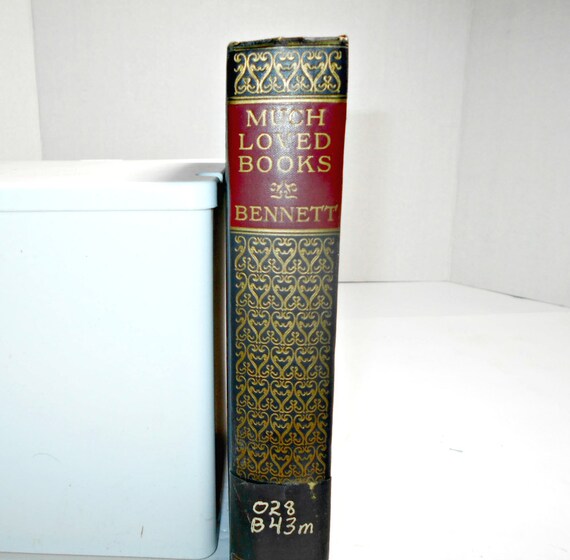 MUCH
LOVED
BOOKS
BENNETT
028
B43m